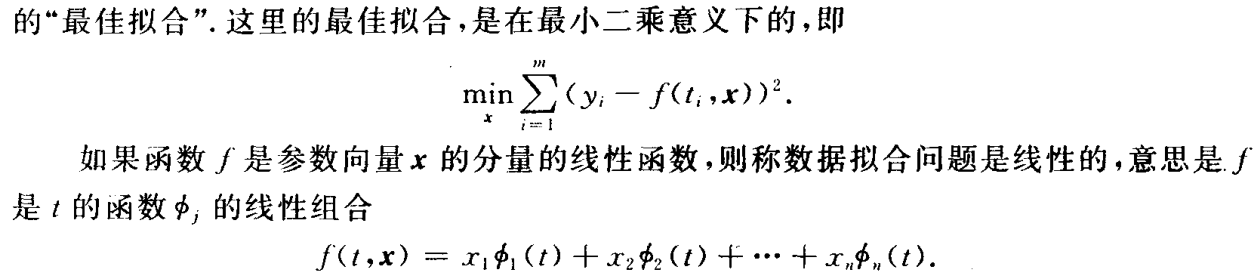 的“最佳拟合”. 这里的最佳拟合,是在最小二乘意义下的,即
$$\min_{\boldsymbol{x}} \sum_{i=1}^{m} (y_i - f(t_i, \boldsymbol{x}))^2.$$
如果函数 $f$ 是参数向量 $\boldsymbol{x}$ 的分量的线性函数,则称数据拟合问题是线性的,意思是 $f$
是 $t$ 的函数 $\phi_j$ 的线性组合
$$f(t, \boldsymbol{x}) = x_1\phi_1(t) + x_2\phi_2(t) + \cdots + x_n\phi_n(t).$$